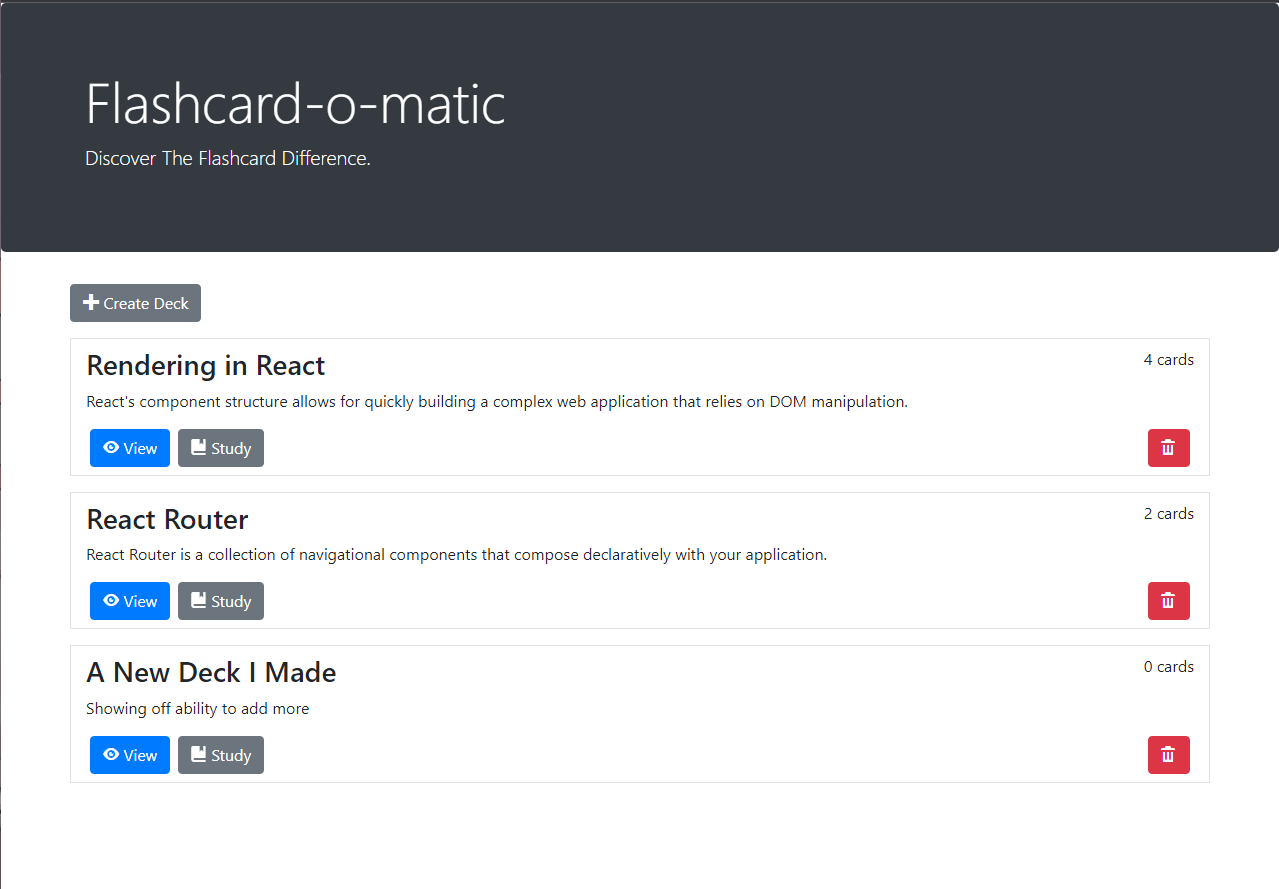 Flashcard-o-matic
Discover The Flashcard Difference.
Create Deck
Rendering in React
4 cards
React's component structure allows for quickly building a complex web application that relies on DOM manipulation.
View
Study
React Router
2 cards
React Router is a collection of navigational components that compose declaratively with your application.
View
Study
A New Deck I Made
0 cards
Showing off ability to add more
View
Study